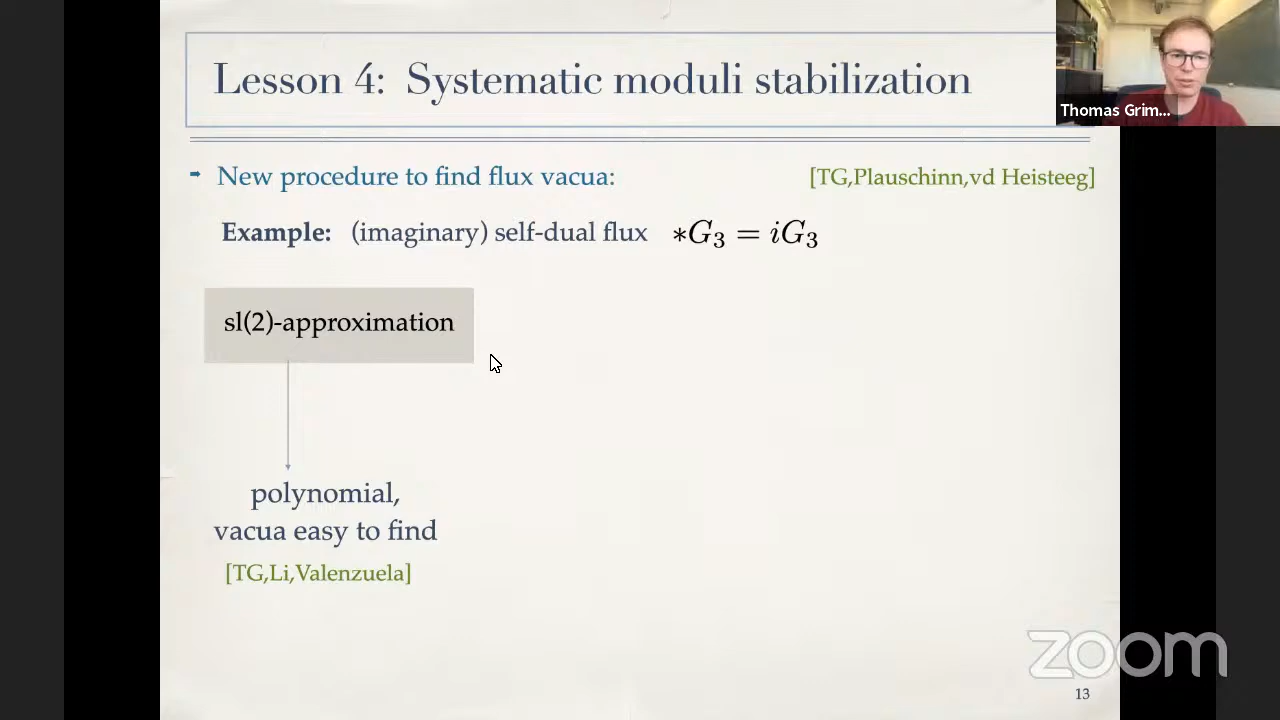 Lesson 4: Systematic moduli stabilization
Thomas Grim...
➡ New procedure to find flux vacua: [TG,Plauschinn,vd Heisteeg]
Example: (imaginary) self-dual flux ∗G₃ = iG₃
sl(2)-approximation
polynomial,
vacua easy to find
[TG,Li,Valenzuela]
zoom
13